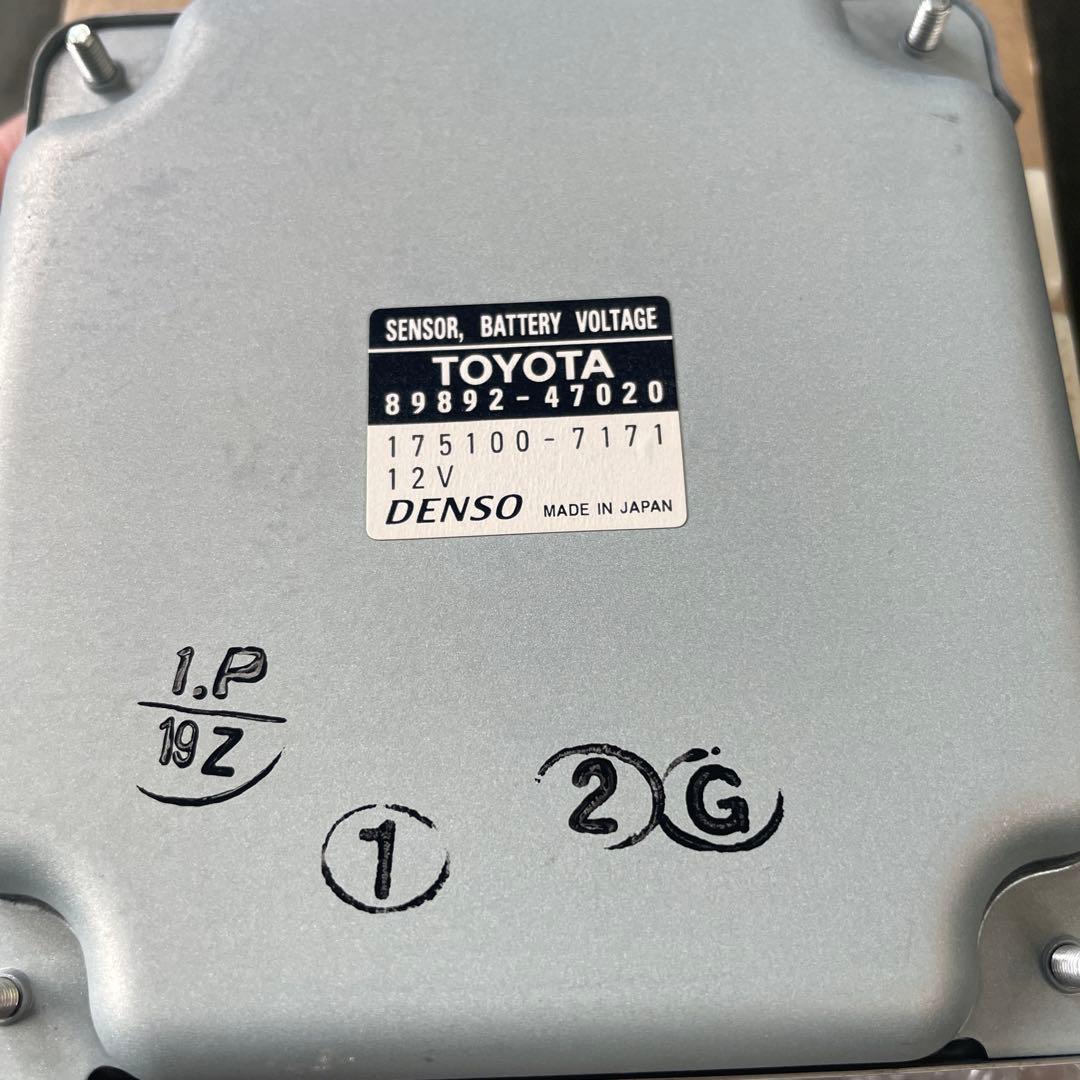 SENSOR, BATTERY VOLTAGE
TOYOTA
89892-47020
175100-7171
12V
DENSO MADE IN JAPAN
1.P
19Z
2 G
1